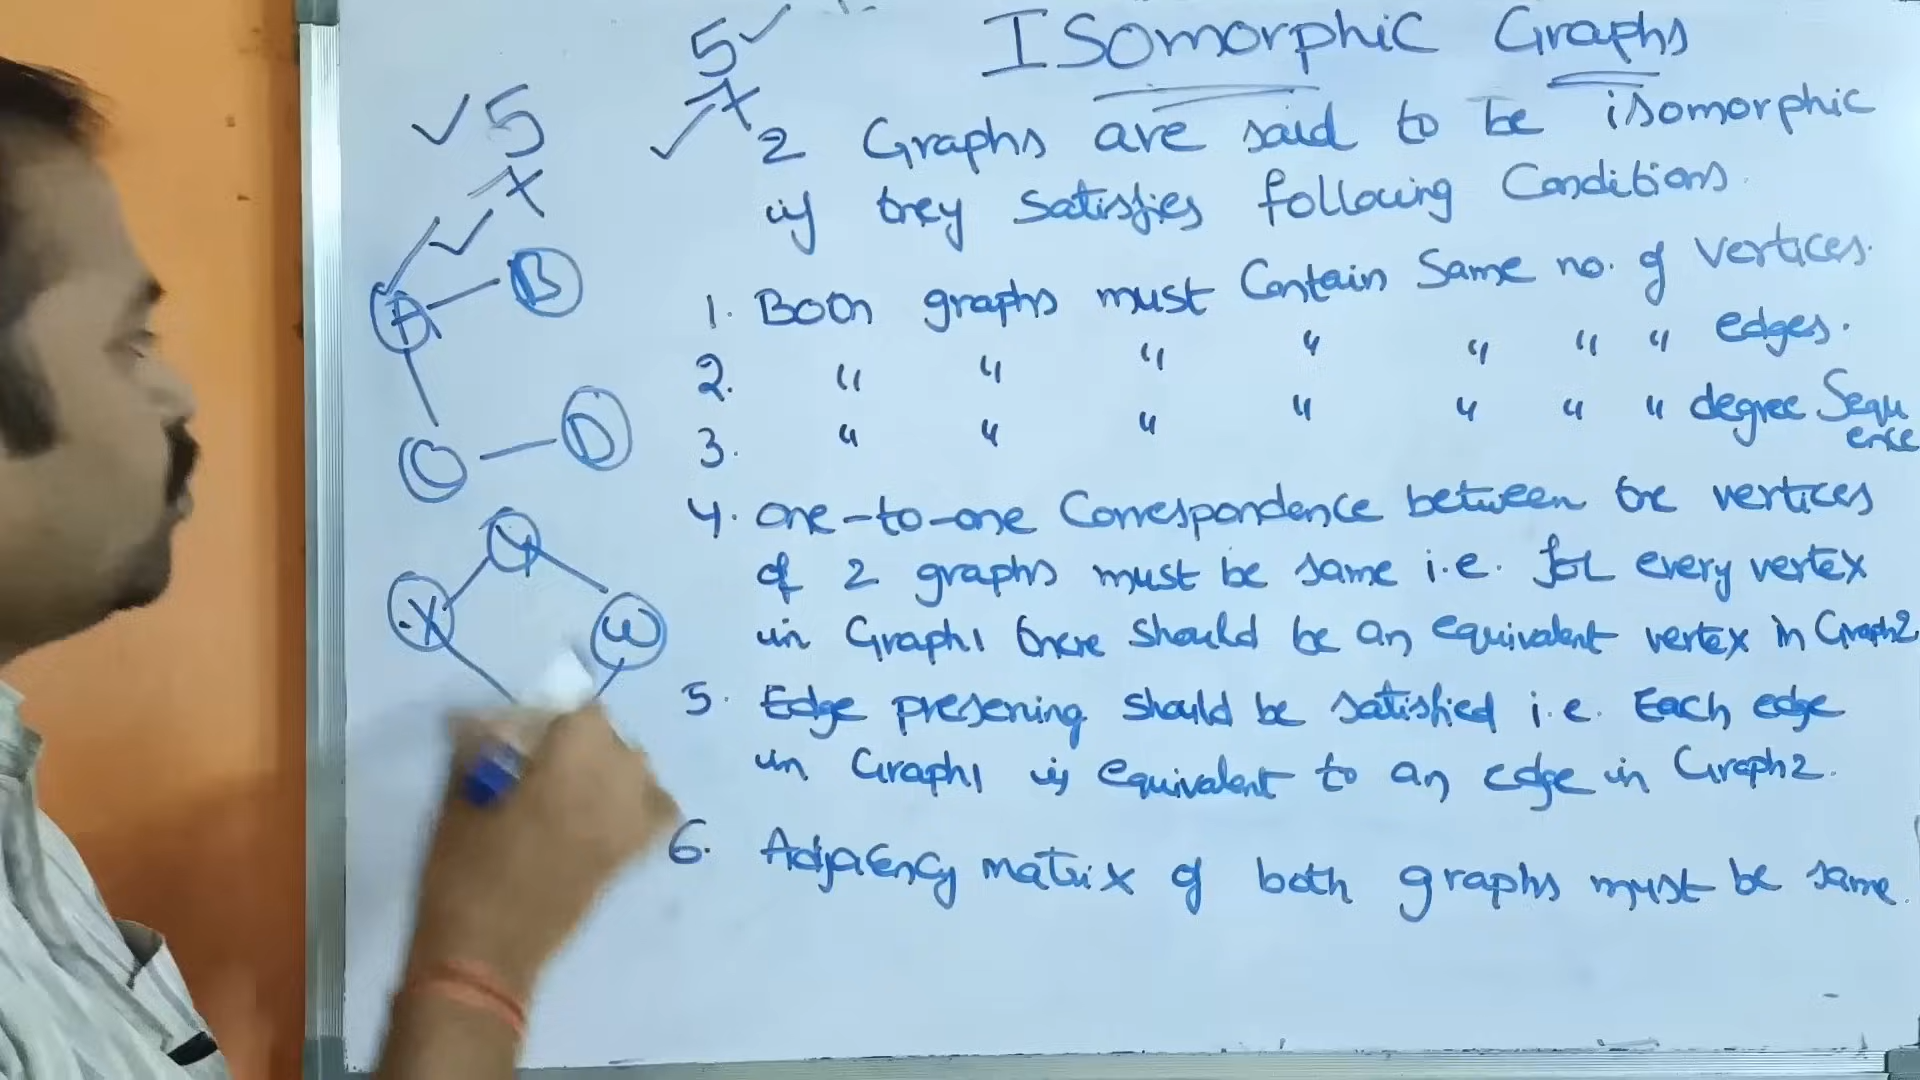 Isomorphic Graphs
2 Graphs are said to be isomorphic
if they Satisfies following Conditions.
1. Both graphs must Contain Same no. of vertices.
2. " " " " " " " edges.
3. " " " " " " " degree Sequ
ence
4. One-to-one Correspondence between the vertices
of 2 graphs must be same i.e. for every vertex
in Graph1 there should be an equivalent vertex in Graph2
5. Edge preserving should be satisfied i.e. Each edge
in Graph1 is equivalent to an edge in Graph2.
6. Adjacency matrix of both graphs must be same.
✓ 5
5 ✓
A B
C D
Y
X W